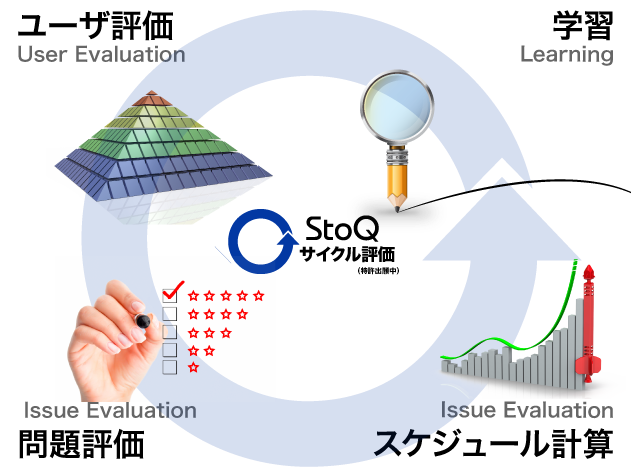 ユーザ評価
User Evaluation
学習
Learning
StoQ
サイクル評価
(特許出願中)
Issue Evaluation
問題評価
Issue Evaluation
スケジュール計算